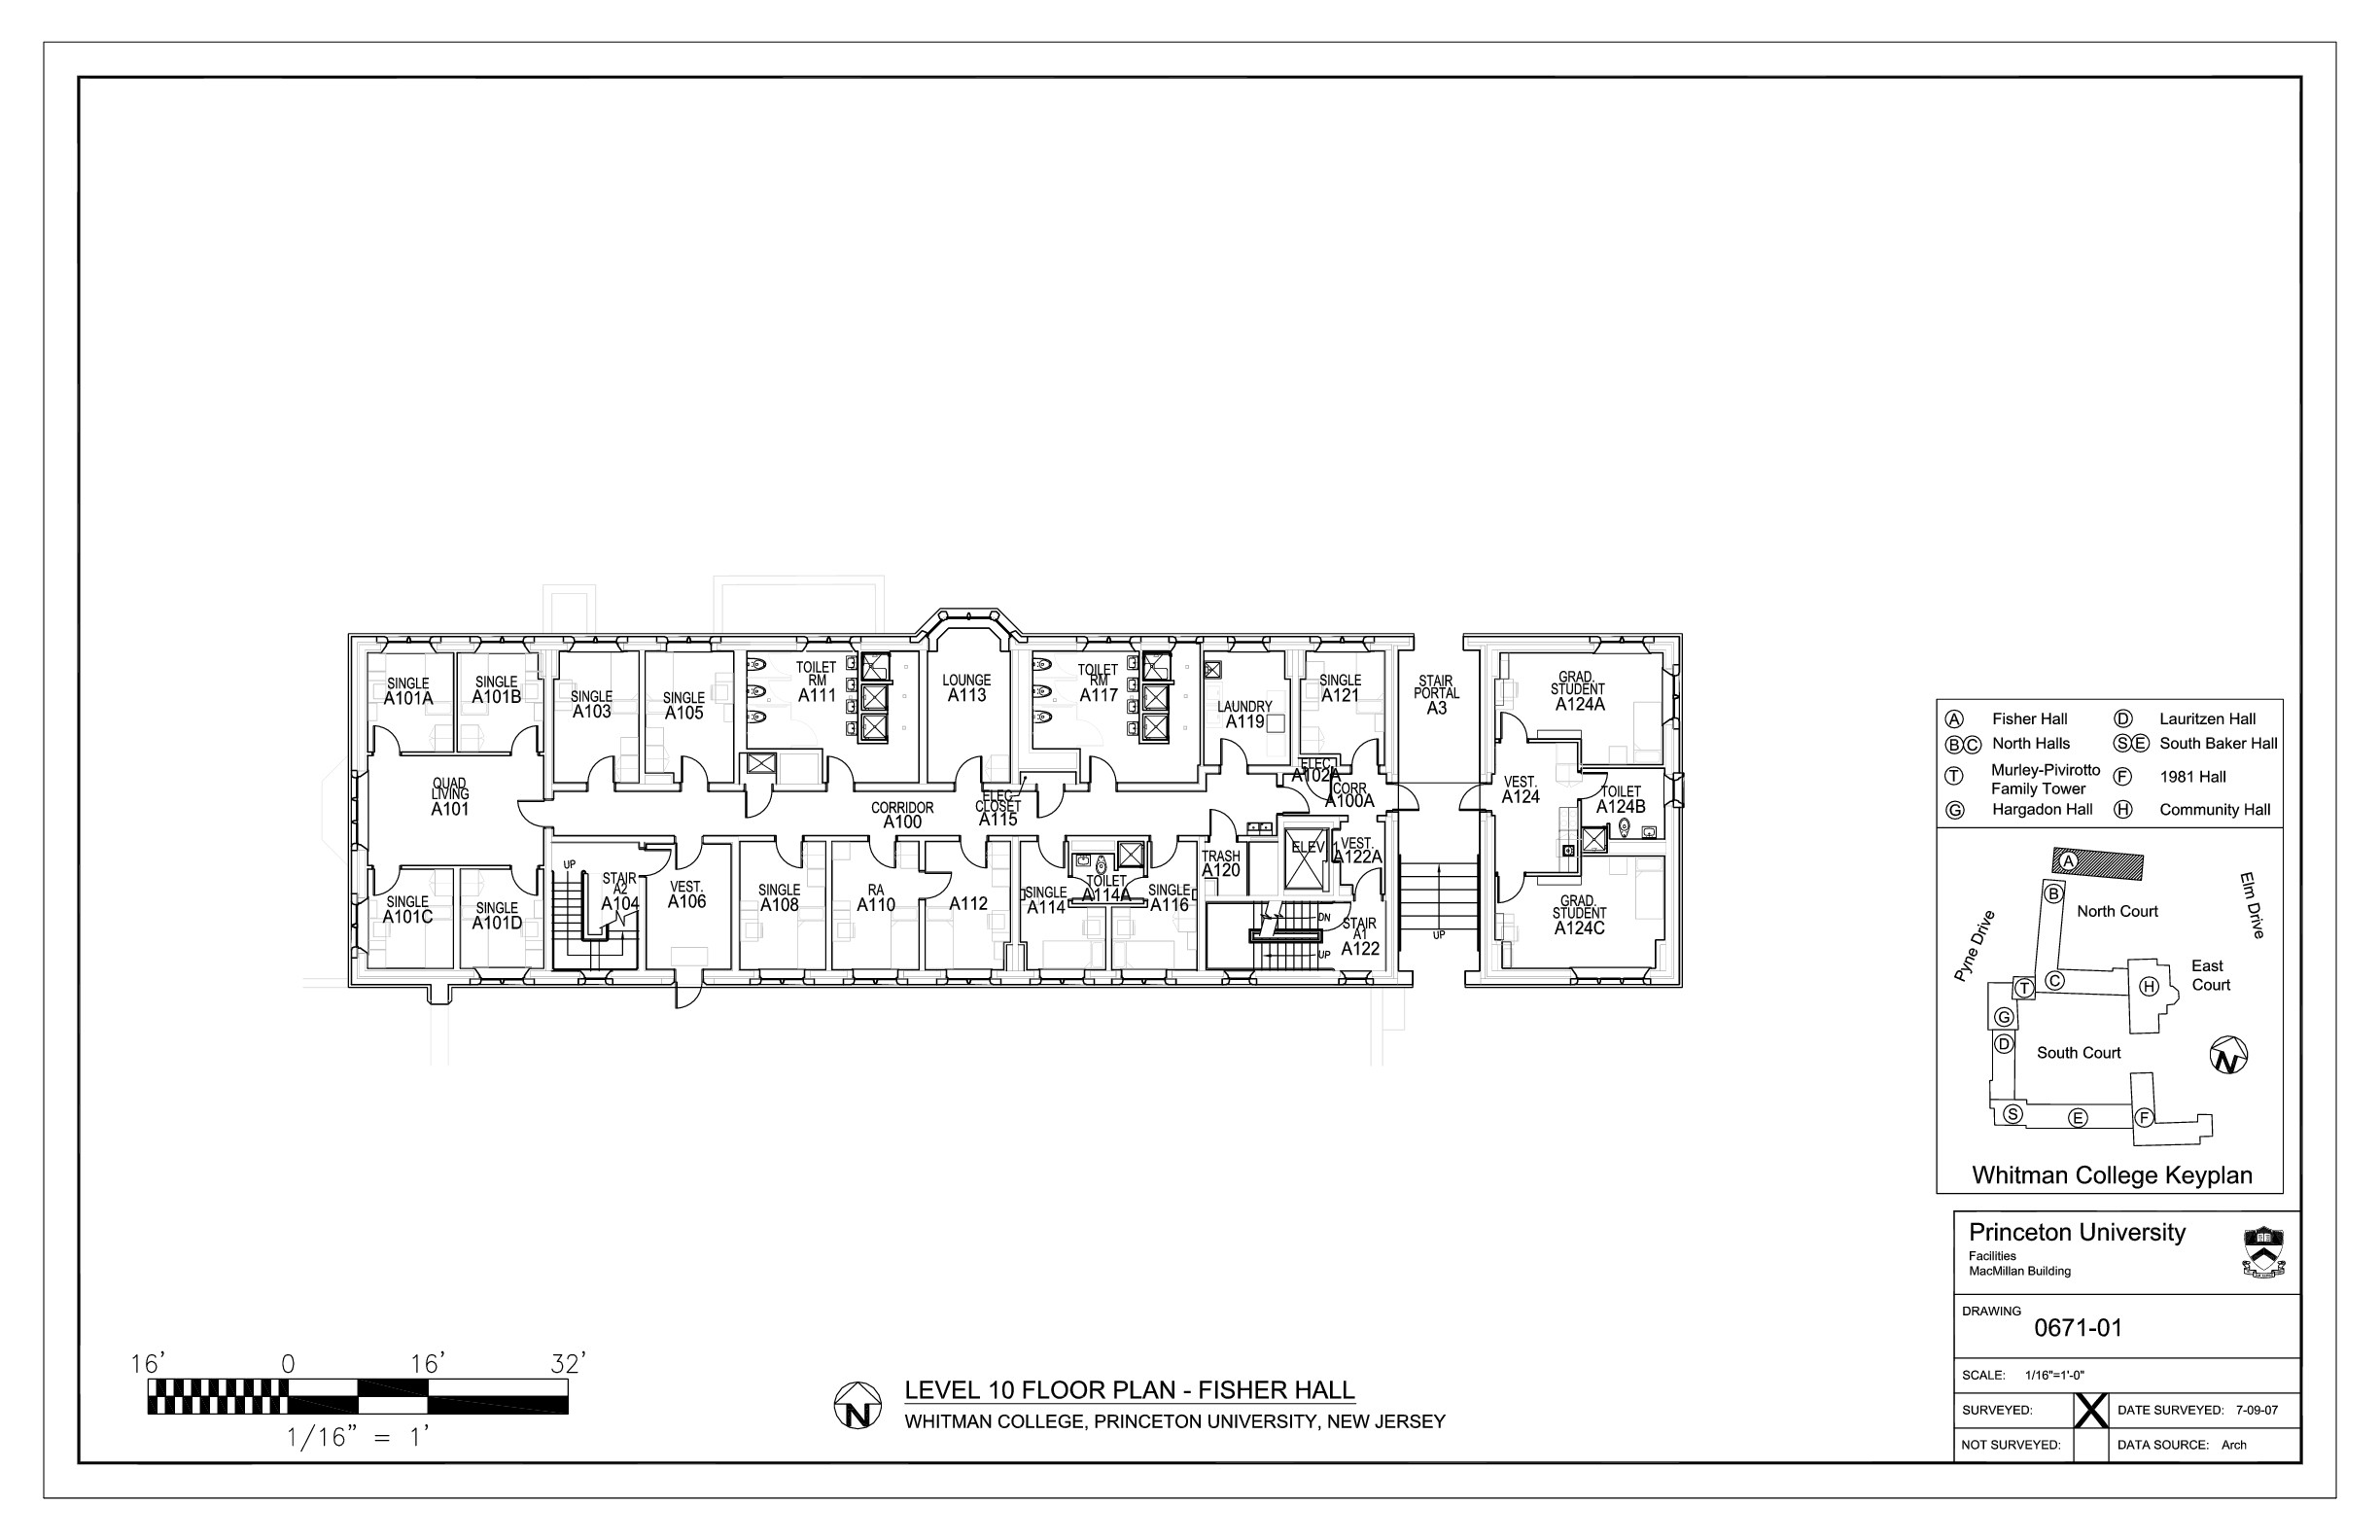 SINGLE
A101A
SINGLE
A101B
SINGLE
A103
SINGLE
A105
TOILET
RM
A111
LOUNGE
A113
TOILET
RM
A117
LAUNDRY
A119
SINGLE
A121
STAIR
PORTAL
A3
GRAD.
STUDENT
A124A
QUAD
LIVING
A101
CORRIDOR
A100
ELEC
CLOSET
A115
ELEC
A102A
CORR
A100A
VEST.
A124
TOILET
A124B
SINGLE
A101C
SINGLE
A101D
UP
STAIR
A2
A104
VEST.
A106
SINGLE
A108
RA
A110
A112
SINGLE
A114
TOILET
A114A
SINGLE
A116
TRASH
A120
ELEV
1
VEST.
A122A
DN
UP
STAIR
A1
A122
UP
GRAD.
STUDENT
A124C
A Fisher Hall
D Lauritzen Hall
B C North Halls
S E South Baker Hall
T Murley-Pivirotto
Family Tower
F 1981 Hall
G Hargadon Hall
H Community Hall
A
B
North Court
Elm Drive
Pyne Drive
East
Court
T
C
H
G
D
South Court
N
S
E
F
Whitman College Keyplan
Princeton University
Facilities
MacMillan Building
DRAWING
0671-01
SCALE: 1/16"=1'-0"
SURVEYED: X DATE SURVEYED: 7-09-07
NOT SURVEYED: DATA SOURCE: Arch
16' 0 16' 32'
1/16" = 1'
N
LEVEL 10 FLOOR PLAN - FISHER HALL
WHITMAN COLLEGE, PRINCETON UNIVERSITY, NEW JERSEY